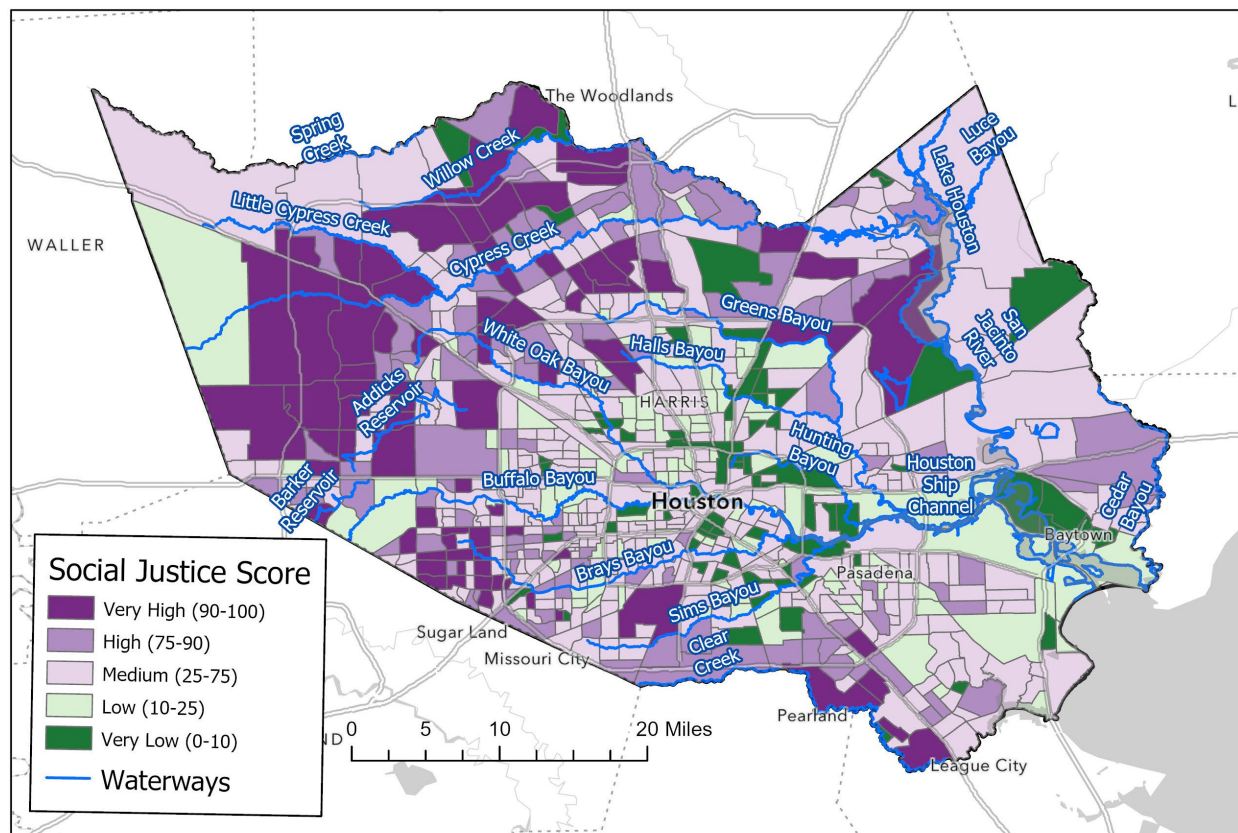 The Woodlands
Spring
Creek
Willow Creek
Luce
Bayou
Lake Houston
Little Cypress Creek
WALLER
Cypress Creek
Greens Bayou
San
Jacinto
River
White Oak Bayou
Halls Bayou
Addicks
Reservoir
HARRIS
Hunting
Bayou
Houston
Ship
Channel
Barker
Reservoir
Buffalo Bayou
Houston
Cedar
Bayou
Baytown
Brays Bayou
Pasadena
Sims Bayou
Sugar Land
Missouri City
Clear
Creek
Pearland
League City
L
Social Justice Score
Very High (90-100)
High (75-90)
Medium (25-75)
Low (10-25)
Very Low (0-10)
Waterways
ND
0 5 10 20 Miles